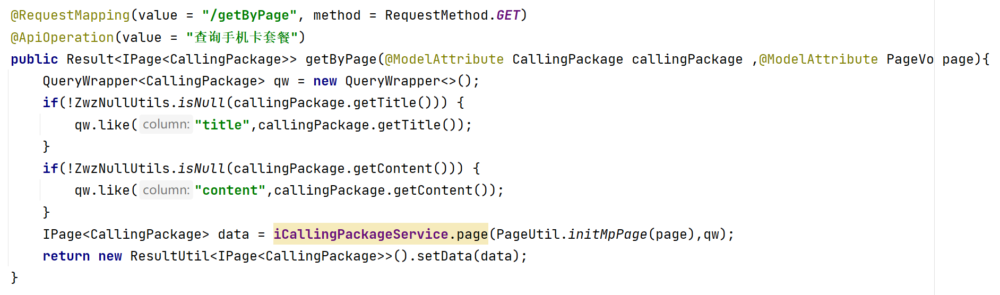 @RequestMapping(value = "/getByPage", method = RequestMethod.GET)
@ApiOperation(value = "查询手机卡套餐")
public Result<IPage<CallingPackage>> getByPage(@ModelAttribute CallingPackage callingPackage ,@ModelAttribute PageVo page){
    QueryWrapper<CallingPackage> qw = new QueryWrapper<>();
    if(!ZwzNullUtils.isNull(callingPackage.getTitle())) {
        qw.like( column: "title",callingPackage.getTitle());
    }
    if(!ZwzNullUtils.isNull(callingPackage.getContent())) {
        qw.like( column: "content",callingPackage.getContent());
    }
    IPage<CallingPackage> data = iCallingPackageService.page(PageUtil.initMpPage(page),qw);
    return new ResultUtil<IPage<CallingPackage>>().setData(data);
}